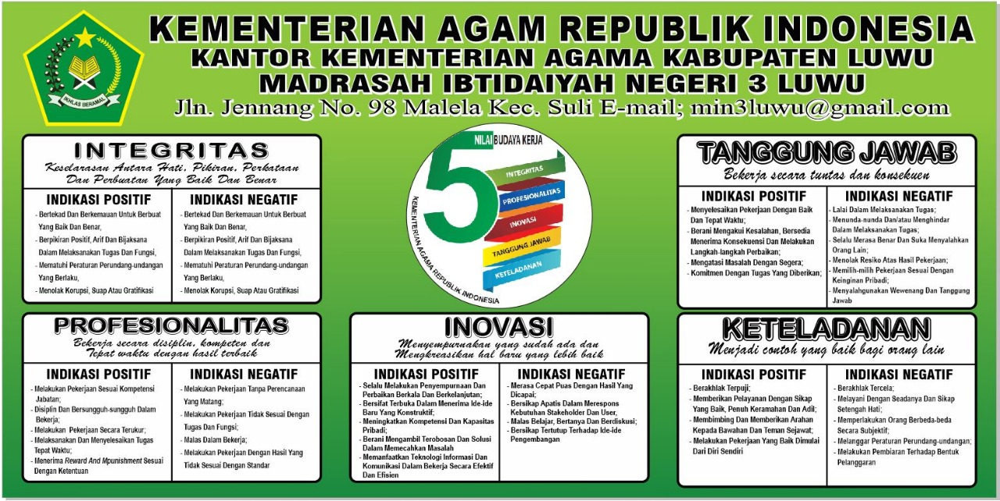 KEMENTERIAN AGAM REPUBLIK INDONESIA
KANTOR KEMENTERIAN AGAMA KABUPATEN LUWU
MADRASAH IBTIDAIYAH NEGERI 3 LUWU
Jln. Jennang No. 98 Malela Kec. Suli E-mail; min3luwu@gmail.com
IKHLAS BERAMAL
INTEGRITAS
Keselarasan Antara Hati, Pikiran, Perkataan
Dan Perbuatan Yang Baik Dan Benar
INDIKASI POSITIF
- Bertekad Dan Berkemauan Untuk Berbuat
Yang Baik Dan Benar,
- Berpikiran Positif, Arif Dan Bijaksana
Dalam Melaksanakan Tugas Dan Fungsi,
- Mematuhi Peraturan Perundang-undangan
Yang Berlaku,
- Menolak Korupsi, Suap Atau Gratifikasi
INDIKASI NEGATIF
- Bertekad Dan Berkemauan Untuk Berbuat
Yang Baik Dan Benar,
- Berpikiran Positif, Arif Dan Bijaksana
Dalam Melaksanakan Tugas Dan Fungsi,
- Mematuhi Peraturan Perundang-undangan
Yang Berlaku,
- Menolak Korupsi, Suap Atau Gratifikasi
5
NILAI BUDAYA KERJA
INTEGRITAS
PROFESIONALITAS
INOVASI
TANGGUNG JAWAB
KETELADANAN
KEMENTERIAN AGAMA REPUBLIK INDONESIA
TANGGUNG JAWAB
Bekerja secara tuntas dan konsekuen
INDIKASI POSITIF
- Menyelesaikan Pekerjaan Dengan Baik
Dan Tepat Waktu;
- Berani Mengakui Kesalahan, Bersedia
Menerima Konsekuensi Dan Melakukan
Langkah-langkah Perbaikan;
- Mengatasi Masalah Dengan Segera;
- Komitmen Dengan Tugas Yang Diberikan;
INDIKASI NEGATIF
- Lalai Dalam Melaksanakan Tugas;
- Menunda-nunda Dan/atau Menghindar
Dalam Melaksanakan Tugas;
- Selalu Merasa Benar Dan Suka Menyalahkan
Orang Lain;
- Menolak Resiko Atas Hasil Pekerjaan;
- Memilih-milih Pekerjaan Sesuai Dengan
Keinginan Pribadi;
- Menyalahgunakan Wewenang Dan Tanggung
Jawab
PROFESIONALITAS
Bekerja secara disiplin, kompeten dan
Tepat waktu dengan hasil terbaik
INDIKASI POSITIF
- Melakukan Pekerjaan Sesuai Kompetensi
Jabatan;
- Disiplin Dan Bersungguh-sungguh Dalam
Bekerja;
- Melakukan Pekerjaan Secara Terukur;
- Melaksanakan Dan Menyelesaikan Tugas
Tepat Waktu;
- Menerima Reward And Mpunishment Sesuai
Dengan Ketentuan
INDIKASI NEGATIF
- Melakukan Pekerjaan Tanpa Perencanaan
Yang Matang;
- Melakukan Pekerjaan Tidak Sesuai Dengan
Tugas Dan Fungsi;
- Malas Dalam Bekerja;
- Melakukan Pekerjaan Dengan Hasil Yang
Tidak Sesuai Dengan Standar
INOVASI
Menyempurnakan yang sudah ada dan
Mengkreasikan hal baru yang lebih baik
INDIKASI POSITIF
- Selalu Melakukan Penyempurnaan Dan
Perbaikan Berkala Dan Berkelanjutan;
- Bersifat Terbuka Dalam Menerima Ide-ide
Baru Yang Konstruktif;
- Meningkatkan Kompetensi Dan Kapasitas
Pribadi;
- Berani Mengambil Terobosan Dan Solusi
Dalam Memecahkan Masalah
- Memanfaatkan Teknologi Informasi Dan
Komunikasi Dalam Bekerja Secara Efektif
Dan Efisien
INDIKASI NEGATIF
- Merasa Cepat Puas Dengan Hasil Yang
Dicapai;
- Bersikap Apatis Dalam Merespons
Kebutuhan Stakeholder Dan User,
- Malas Belajar, Bertanya Dan Berdiskusi;
- Bersikap Tertutup Terhadap Ide-ide
Pengembangan
KETELADANAN
Menjadi contoh yang baik bagi orang lain
INDIKASI POSITIF
- Berakhlak Terpuji;
- Memberikan Pelayanan Dengan Sikap
Yang Baik, Penuh Keramahan Dan Adil;
- Membimbing Dan Memberikan Arahan
Kepada Bawahan Dan Teman Sejawat;
- Melakukan Pekerjaan Yang Baik Dimulai
Dari Diri Sendiri
INDIKASI NEGATIF
- Berakhlak Tercela;
- Melayani Dengan Seadanya Dan Sikap
Setengah Hati;
- Memperlakukan Orang Berbeda-beda
Secara Subjektif;
- Melanggar Peraturan Perundang-undangan;
- Melakukan Pembiaran Terhadap Bentuk
Pelanggaran